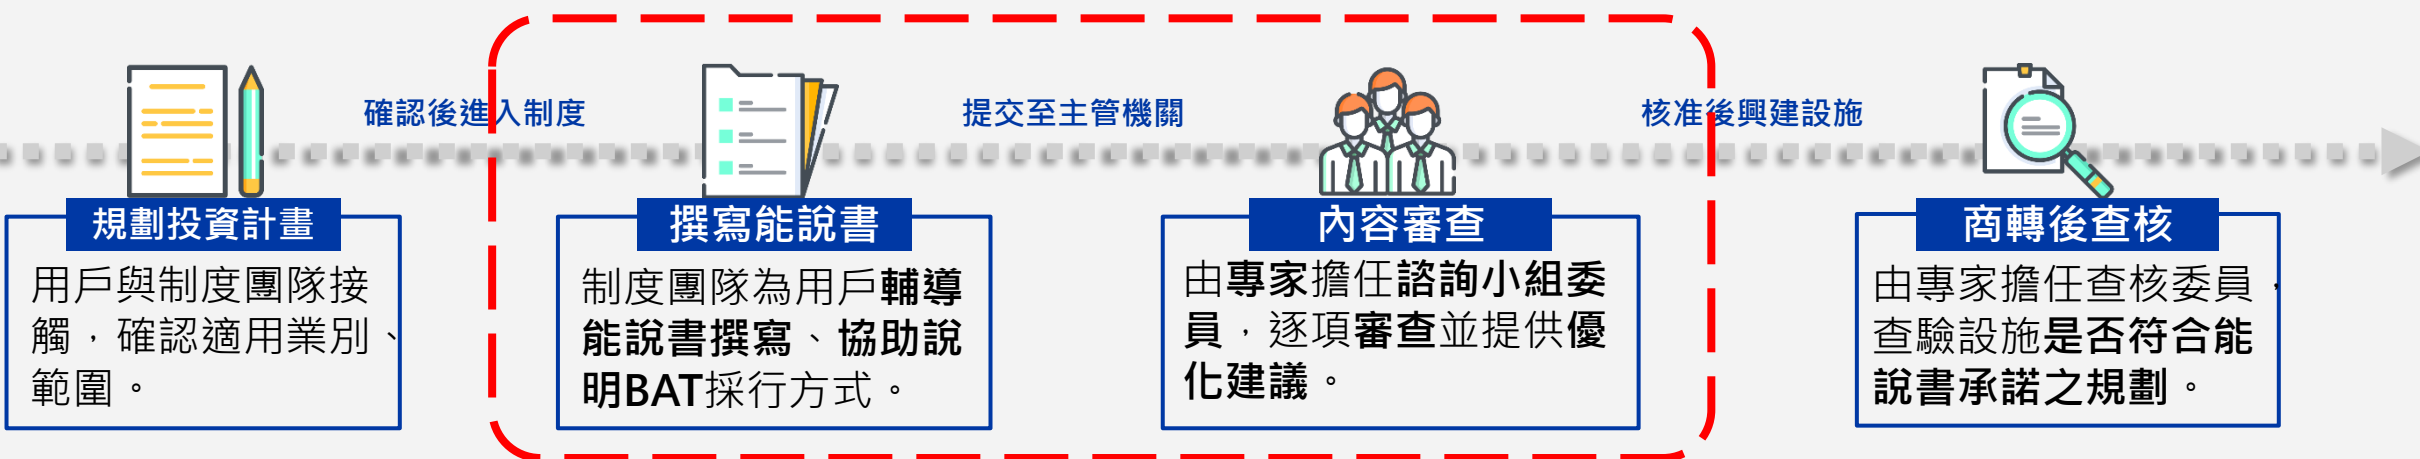 確認後進入制度
提交至主管機關
核准後興建設施
規劃投資計畫
用戶與制度團隊接
觸，確認適用業別、
範圍。
撰寫能說書
制度團隊為用戶輔導
能說書撰寫、協助說
明BAT採行方式。
內容審查
由專家擔任諮詢小組委
員，逐項審查並提供優
化建議。
商轉後查核
由專家擔任查核委員，
查驗設施是否符合能
說書承諾之規劃。